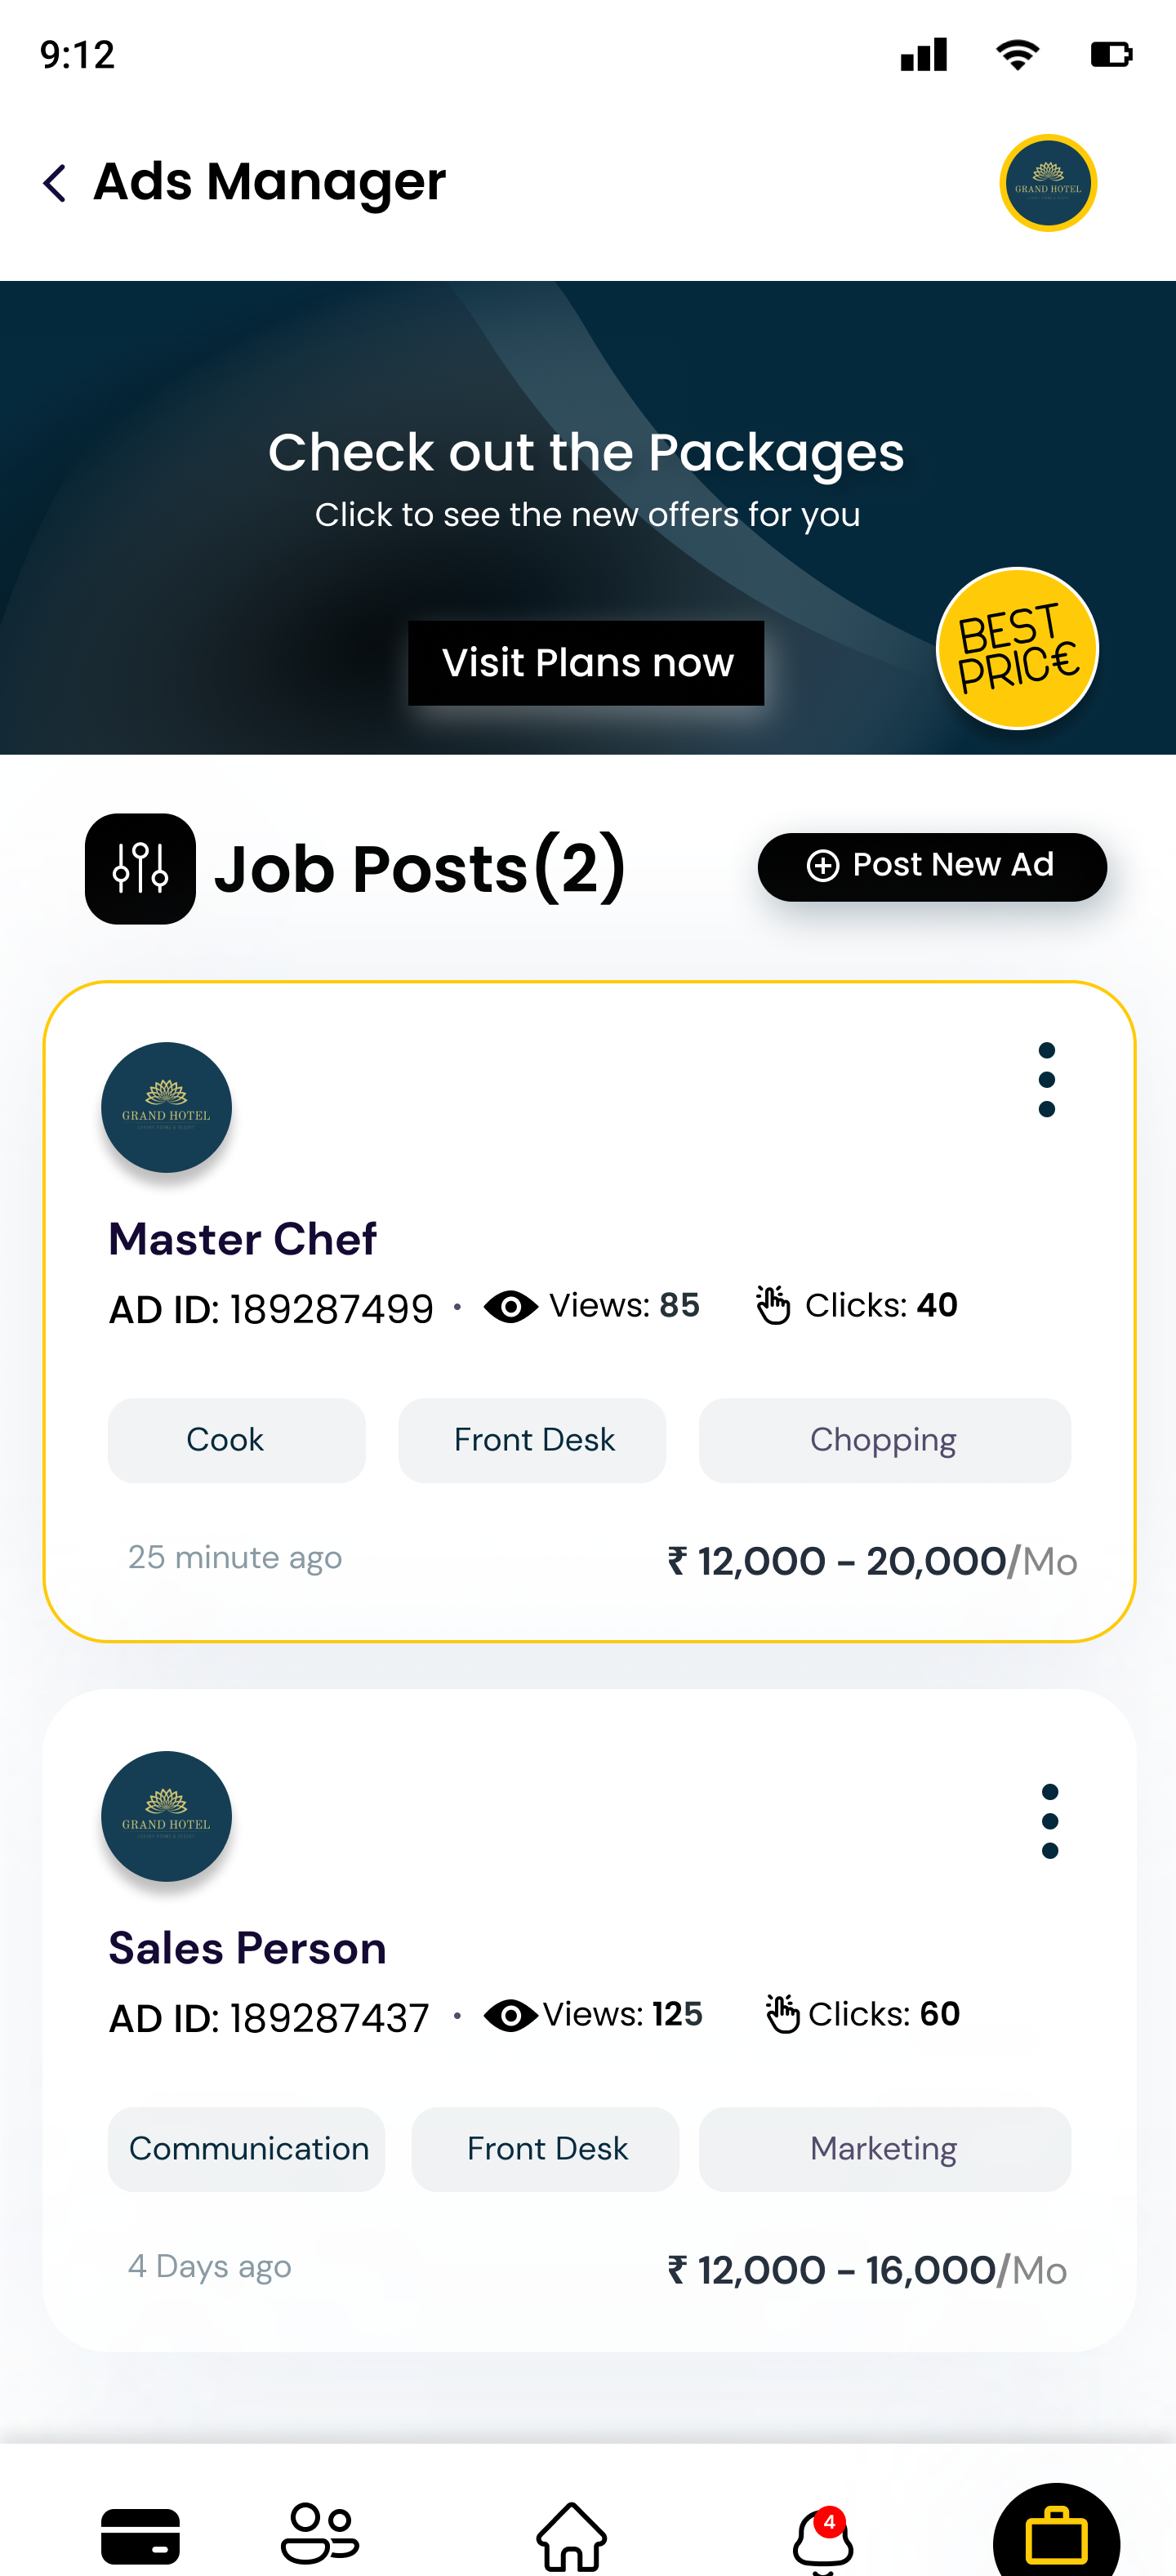 9:12
Ads Manager
GRAND HOTEL
Check out the Packages
Click to see the new offers for you
Visit Plans now
BEST
PRIC€
Job Posts(2)
Post New Ad
GRAND HOTEL
Master Chef
AD ID: 189287499 • Views: 85 Clicks: 40
Cook Front Desk Chopping
25 minute ago ₹ 12,000 - 20,000/Mo
GRAND HOTEL
Sales Person
AD ID: 189287437 • Views: 125 Clicks: 60
Communication Front Desk Marketing
4 Days ago ₹ 12,000 - 16,000/Mo
4